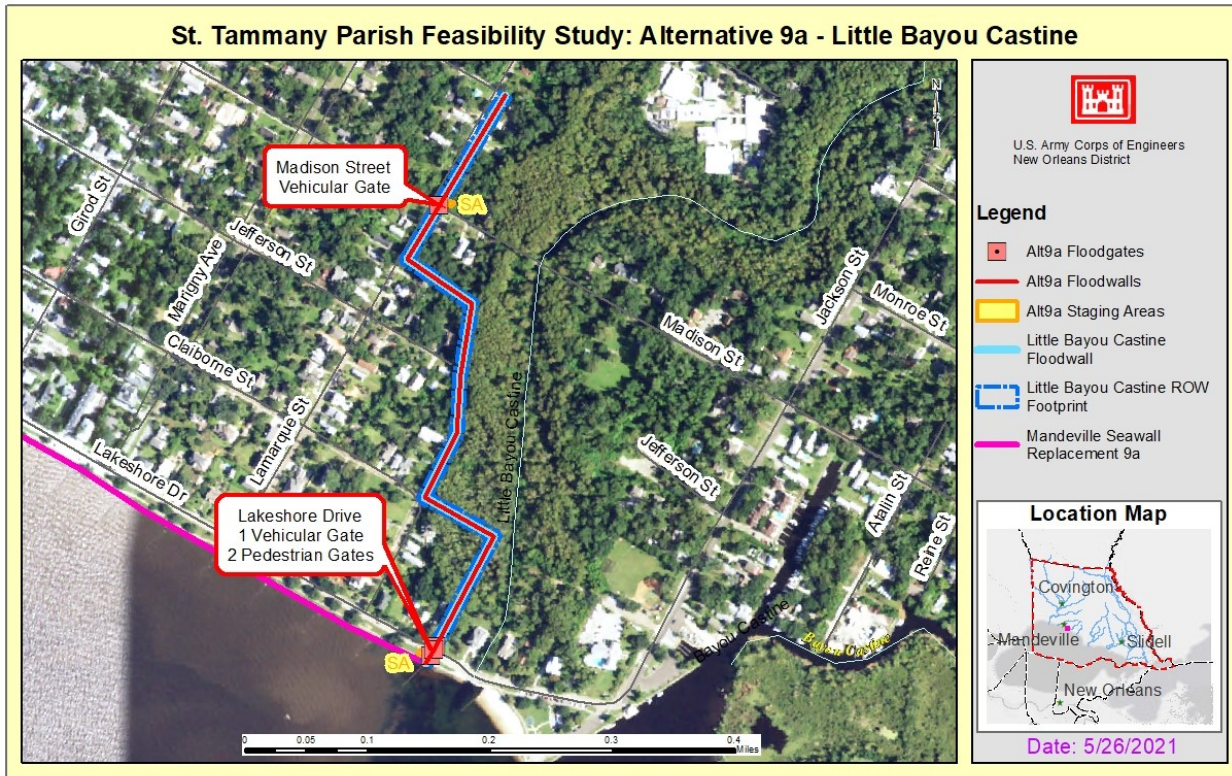 St. Tammany Parish Feasibility Study: Alternative 9a - Little Bayou Castine
Madison Street
Vehicular Gate
SA
N
Girod St
Marigny Ave
Jefferson St
Claiborne St
Lamarque St
Lakeshore Dr
Jackson St
Monroe St
Madison St
Little Bayou Castine
Jefferson St
Atalin St
Reine St
Lakeshore Drive
1 Vehicular Gate
2 Pedestrian Gates
SA
Bayou Castine
Bayou Castine
0 0.05 0.1 0.2 0.3 0.4
Miles
U.S. Army Corps of Engineers
New Orleans District
Legend
Alt9a Floodgates
Alt9a Floodwalls
Alt9a Staging Areas
Little Bayou Castine
Floodwall
Little Bayou Castine ROW
Footprint
Mandeville Seawall
Replacement 9a
Location Map
Covington
Mandeville
Slidell
New Orleans
Date: 5/26/2021